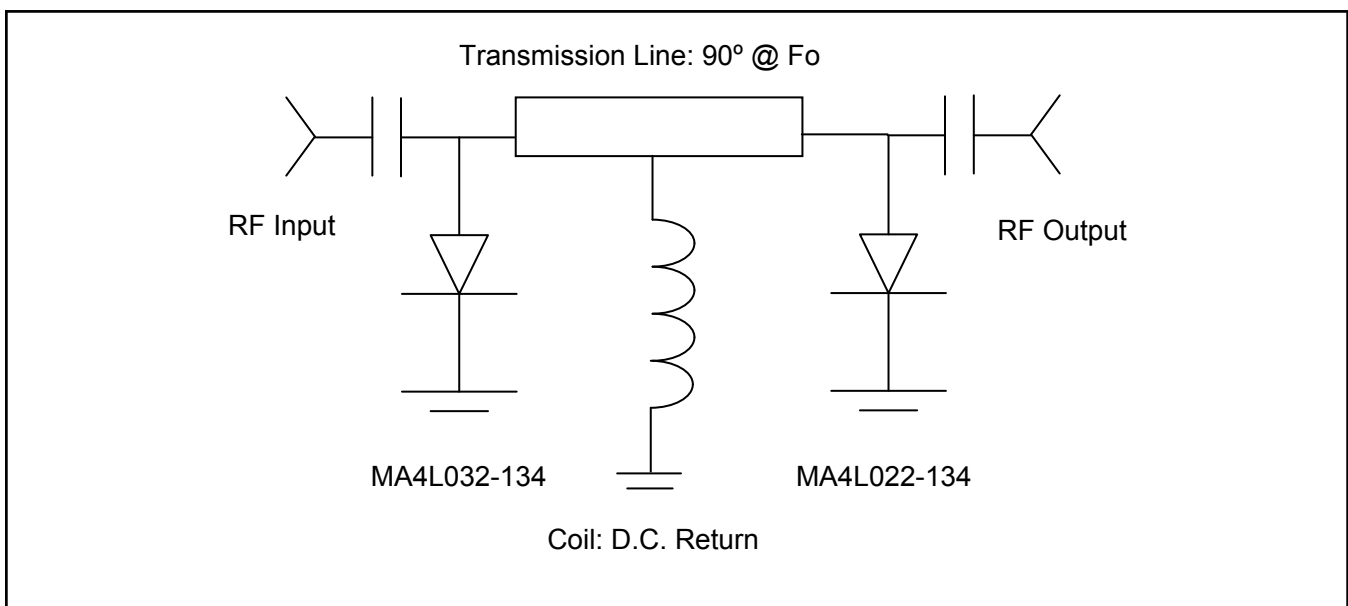 Transmission Line: 90º @ Fo
RF Input
RF Output
MA4L032-134
MA4L022-134
Coil: D.C. Return